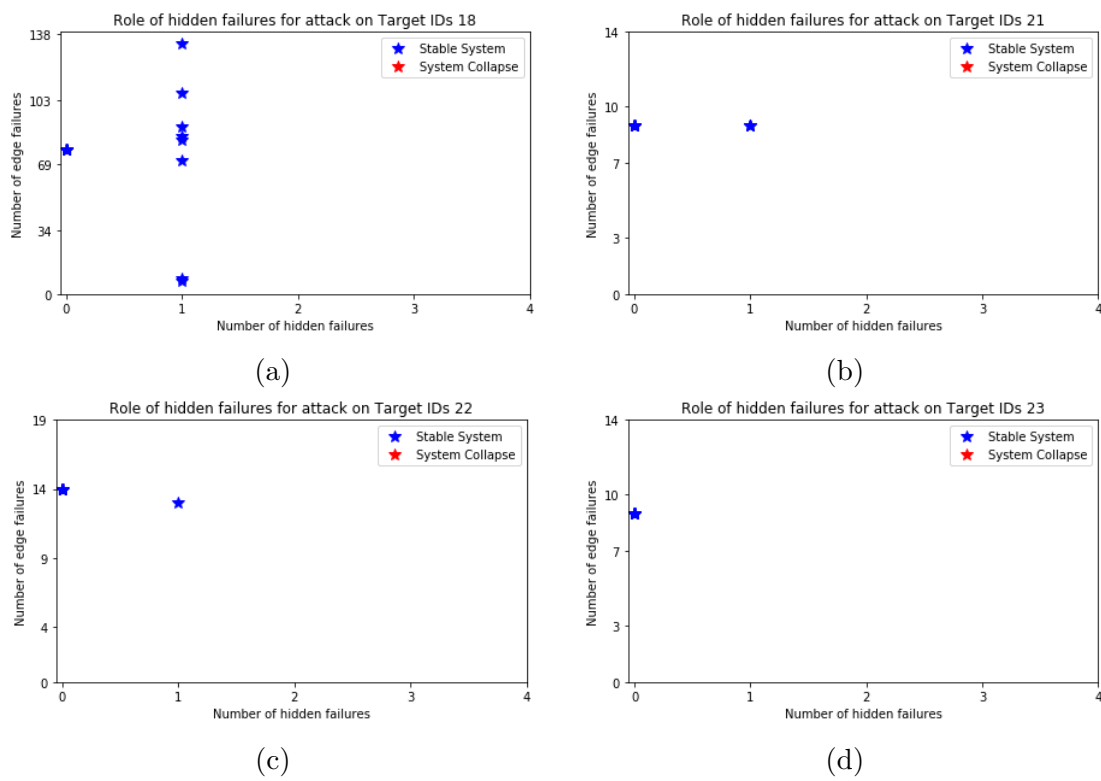 Role of hidden failures for attack on Target IDs 18
138
103
69
34
0
Number of edge failures
Stable System
System Collapse
0 1 2 3 4
Number of hidden failures
(a)
Role of hidden failures for attack on Target IDs 21
14
10
7
3
0
Number of edge failures
Stable System
System Collapse
0 1 2 3 4
Number of hidden failures
(b)
Role of hidden failures for attack on Target IDs 22
19
14
9
4
0
Number of edge failures
Stable System
System Collapse
0 1 2 3 4
Number of hidden failures
(c)
Role of hidden failures for attack on Target IDs 23
14
10
7
3
0
Number of edge failures
Stable System
System Collapse
0 1 2 3 4
Number of hidden failures
(d)